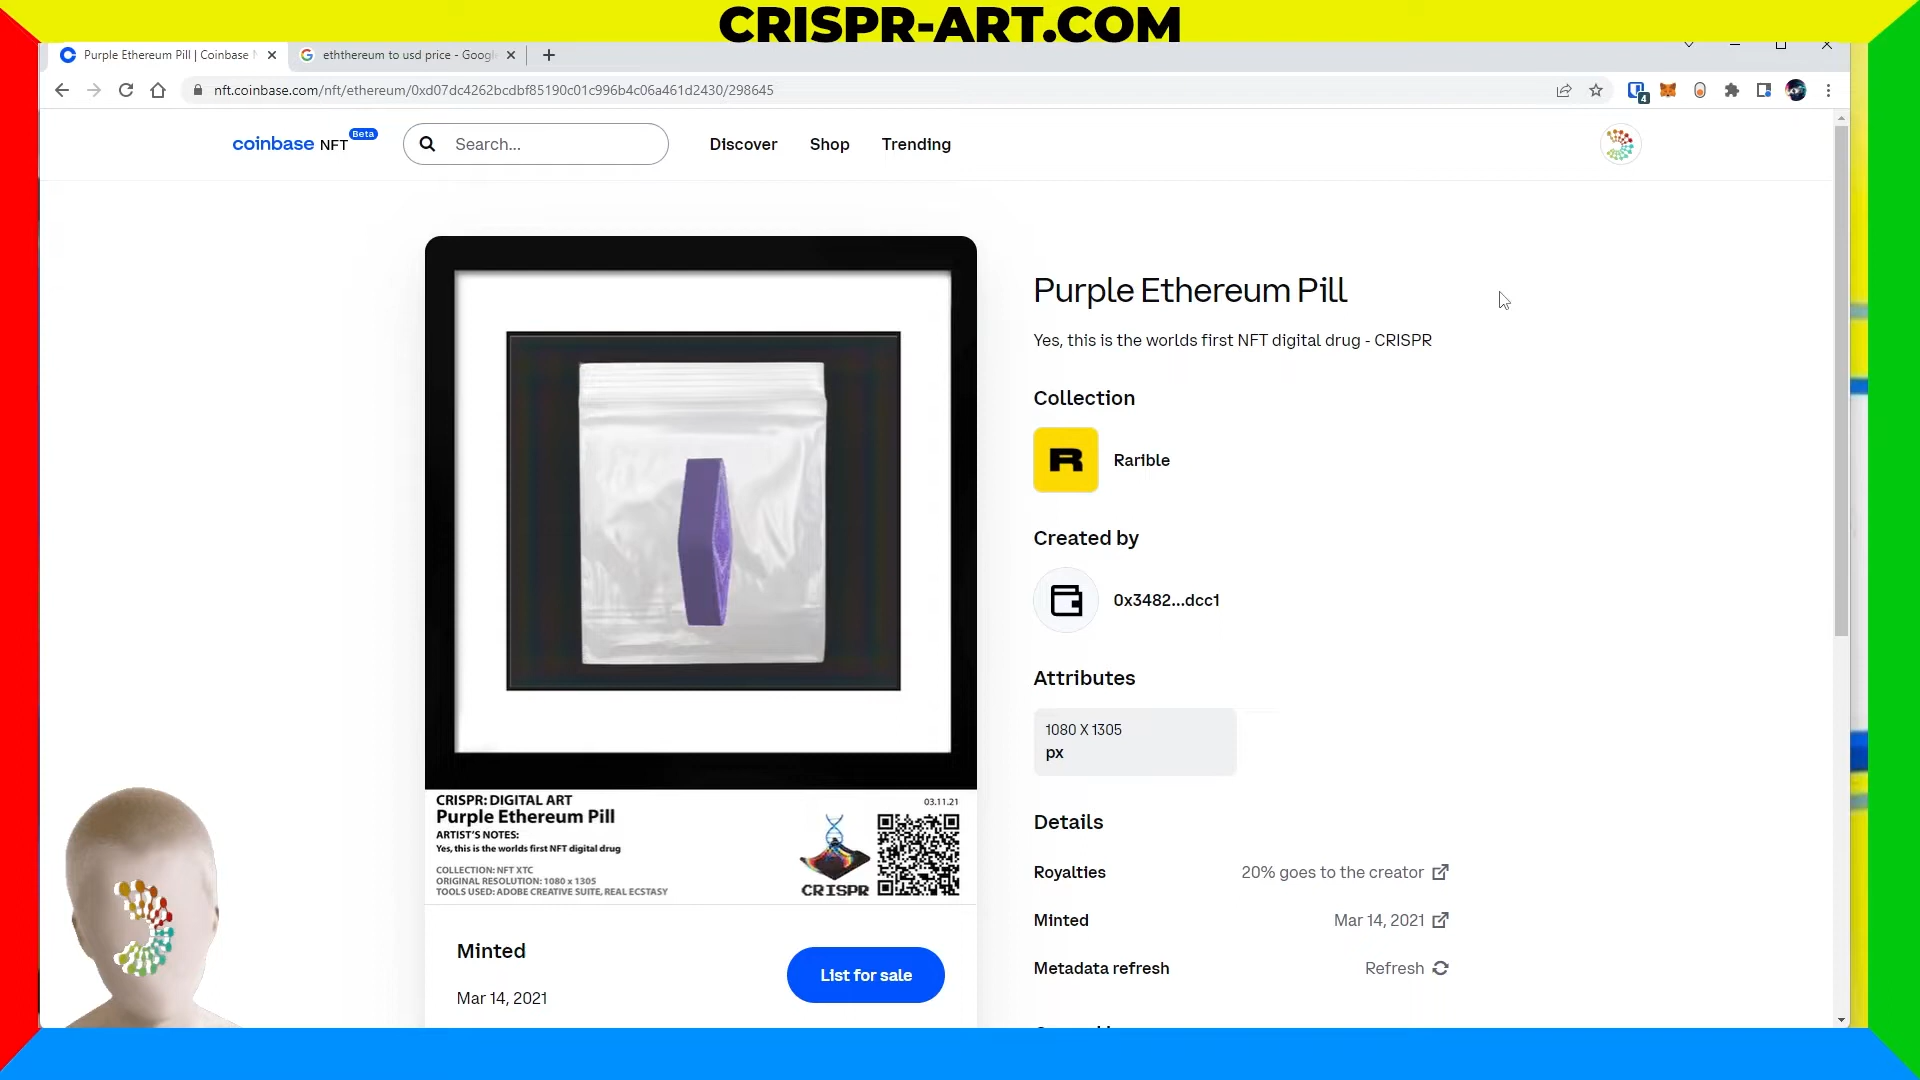 CRISPR-ART.COM
Purple Ethereum Pill | Coinbase N
eththereum to usd price - Google
nft.coinbase.com/nft/ethereum/0xd07dc4262bcdbf85190c01c996b4c06a461d2430/298645
4
coinbase NFT Beta
Search...
Discover
Shop
Trending
Purple Ethereum Pill
Yes, this is the worlds first NFT digital drug - CRISPR
Collection
R
Rarible
Created by
0x3482...dcc1
Attributes
1080 X 1305
px
Details
Royalties 20% goes to the creator
Minted Mar 14, 2021
Metadata refresh Refresh
CRISPR: DIGITAL ART
03.11.21
Purple Ethereum Pill
ARTIST'S NOTES:
Yes, this is the worlds first NFT digital drug
COLLECTION: NFT XTC
ORIGINAL RESOLUTION: 1080 x 1305
TOOLS USED: ADOBE CREATIVE SUITE, REAL ECSTASY
CRISPR
Minted
Mar 14, 2021
List for sale